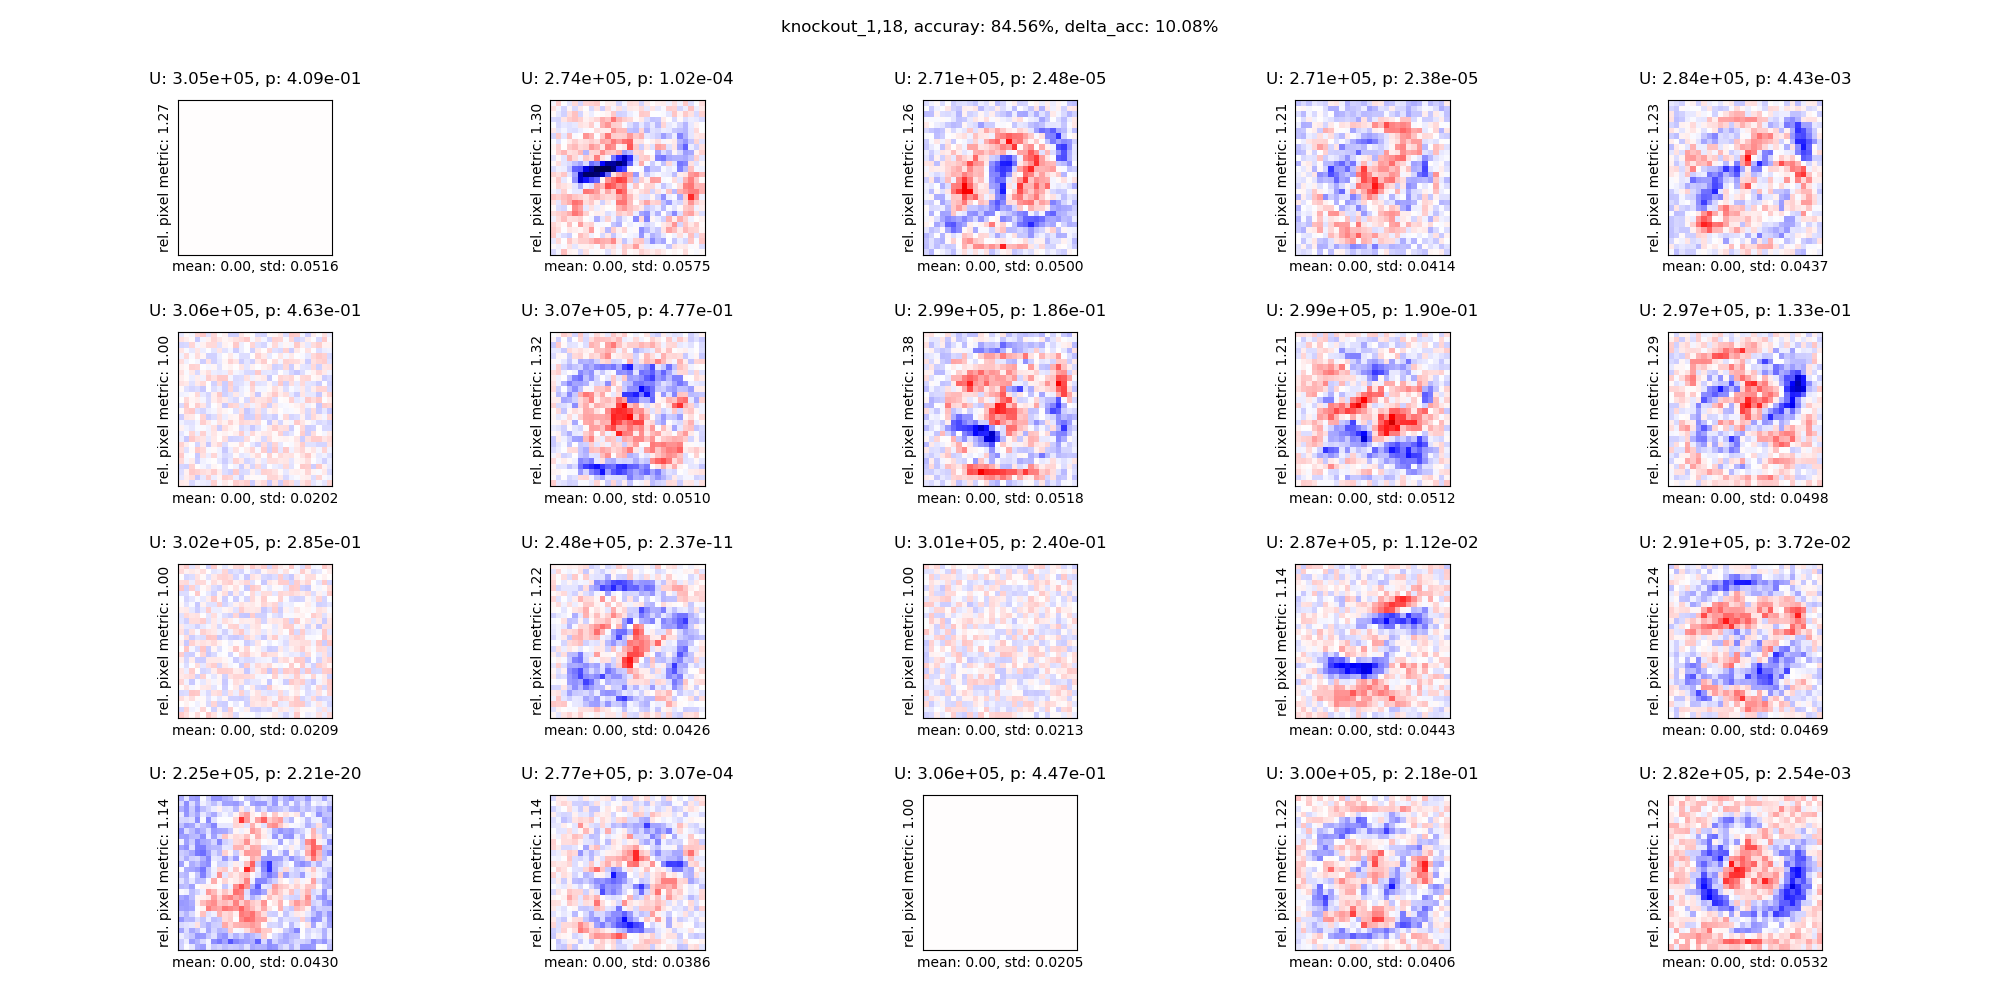 knockout_1,18, accuray: 84.56%, delta_acc: 10.08%
U: 3.05e+05, p: 4.09e-01
rel. pixel metric: 1.27
mean: 0.00, std: 0.0516
U: 2.74e+05, p: 1.02e-04
rel. pixel metric: 1.30
mean: 0.00, std: 0.0575
U: 2.71e+05, p: 2.48e-05
rel. pixel metric: 1.26
mean: 0.00, std: 0.0500
U: 2.71e+05, p: 2.38e-05
rel. pixel metric: 1.21
mean: 0.00, std: 0.0414
U: 2.84e+05, p: 4.43e-03
rel. pixel metric: 1.23
mean: 0.00, std: 0.0437
U: 3.06e+05, p: 4.63e-01
rel. pixel metric: 1.00
mean: 0.00, std: 0.0202
U: 3.07e+05, p: 4.77e-01
rel. pixel metric: 1.32
mean: 0.00, std: 0.0510
U: 2.99e+05, p: 1.86e-01
rel. pixel metric: 1.38
mean: 0.00, std: 0.0518
U: 2.99e+05, p: 1.90e-01
rel. pixel metric: 1.21
mean: 0.00, std: 0.0512
U: 2.97e+05, p: 1.33e-01
rel. pixel metric: 1.29
mean: 0.00, std: 0.0498
U: 3.02e+05, p: 2.85e-01
rel. pixel metric: 1.00
mean: 0.00, std: 0.0209
U: 2.48e+05, p: 2.37e-11
rel. pixel metric: 1.22
mean: 0.00, std: 0.0426
U: 3.01e+05, p: 2.40e-01
rel. pixel metric: 1.00
mean: 0.00, std: 0.0213
U: 2.87e+05, p: 1.12e-02
rel. pixel metric: 1.14
mean: 0.00, std: 0.0443
U: 2.91e+05, p: 3.72e-02
rel. pixel metric: 1.24
mean: 0.00, std: 0.0469
U: 2.25e+05, p: 2.21e-20
rel. pixel metric: 1.14
mean: 0.00, std: 0.0430
U: 2.77e+05, p: 3.07e-04
rel. pixel metric: 1.14
mean: 0.00, std: 0.0386
U: 3.06e+05, p: 4.47e-01
rel. pixel metric: 1.00
mean: 0.00, std: 0.0205
U: 3.00e+05, p: 2.18e-01
rel. pixel metric: 1.22
mean: 0.00, std: 0.0406
U: 2.82e+05, p: 2.54e-03
rel. pixel metric: 1.22
mean: 0.00, std: 0.0532